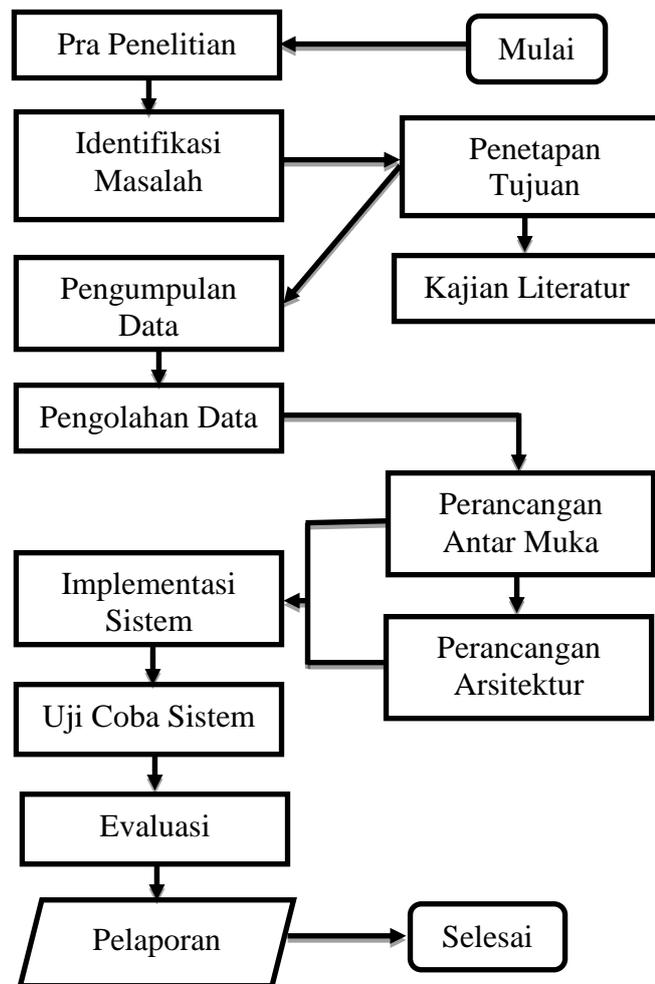 Mulai
Pra Penelitian
Identifikasi
Masalah
Penetapan
Tujuan
Kajian Literatur
Pengumpulan
Data
Pengolahan Data
Perancangan
Antar Muka
Perancangan
Arsitektur
Implementasi
Sistem
Uji Coba Sistem
Evaluasi
Pelaporan
Selesai